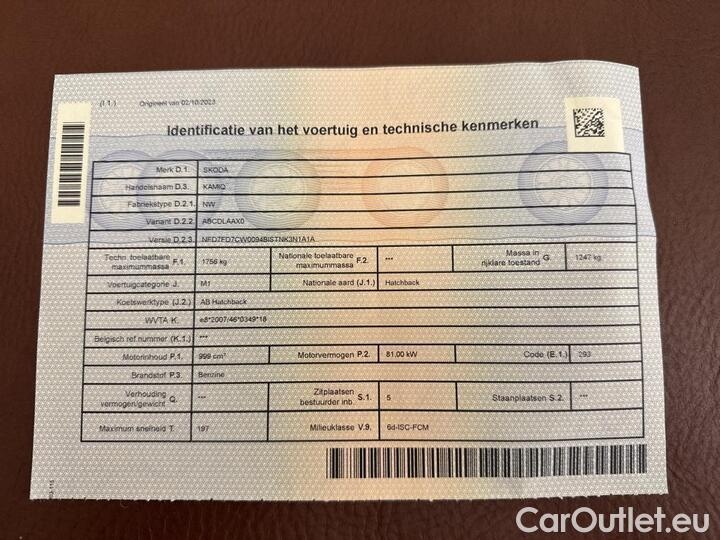 (I 1.) Origineel van 02/10/2023
Identificatie van het voertuig en technische kenmerken
Merk D.1. SKODA
Handelsnaam D.3. KAMIQ
Fabriekstype D.2.1. NW
Variant D.2.2. ABCDLAAX0
Versie D.2.3.
Techn. toelaatbare maximummassa F.1. 1756 kg Nationale toelaatbare maximummassa F.2. *** Massa in rijklare toestand G. 1247 kg
Voertuigcategorie J. M1 Nationale aard (J.1.) Hatchback
Koetswerktype (J.2.) AB Hatchback
WVTA K. e8*2007/46*0349*18
Belgisch ref nummer (K.1.) ***
Motorinhoud P.1. 999 cm³ Motorvermogen P.2. 81.00 kW Code (E.1.) 293
Brandstof P.3. Benzine
Verhouding vermogen/gewicht Q. *** Zitplaatsen bestuurder inb. S.1. 5 Staanplaatsen S.2. ***
Maximum snelheid T. 197 Milieuklasse V.9. 6d-ISC-FCM
CarOutlet.eu